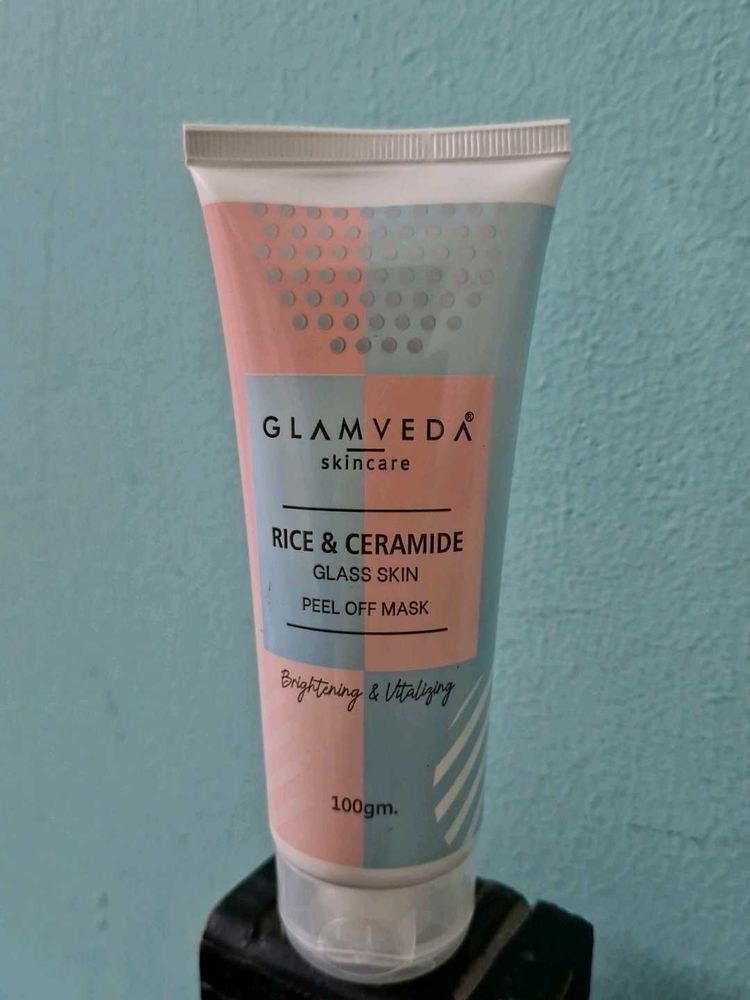 GLAMVEDA®
skincare
RICE & CERAMIDE
GLASS SKIN
PEEL OFF MASK
Brightening & Vitalizing
100gm.